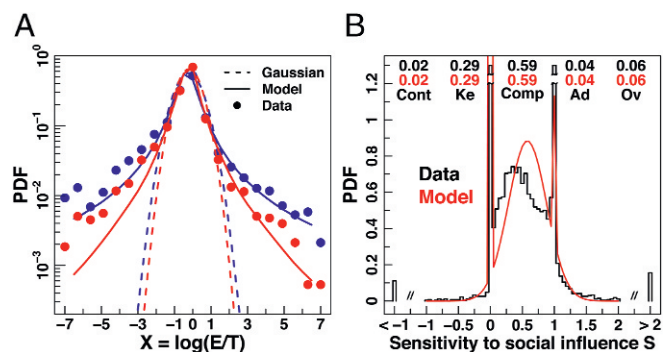 A
PDF
10^0
10^-1
10^-2
10^-3
Gaussian
Model
Data
-7 -5 -3 -1 0 1 3 5 7
X = log(E/T)
B
PDF
1.2
1
0.8
0.6
0.4
0.2
0
0.02 0.29 0.59 0.04 0.06
0.02 0.29 0.59 0.04 0.06
Cont Ke Comp Ad Ov
Data
Model
// //
< -1 -1 -0.5 0 0.5 1 1.5 2 > 2
Sensitivity to social influence S